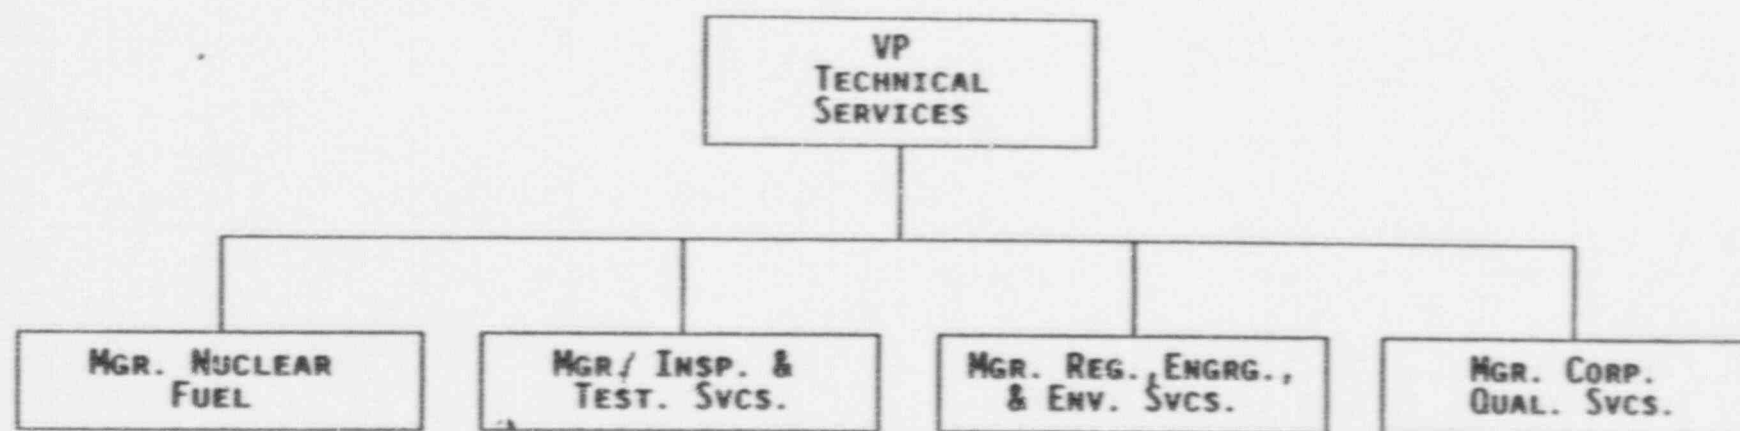 VP
TECHNICAL
SERVICES
MGR. NUCLEAR
FUEL
MGR/ INSP. &
TEST. SVCS.
MGR. REG., ENGRG.,
& ENV. SVCS.
MGR. CORP.
QUAL. SVCS.